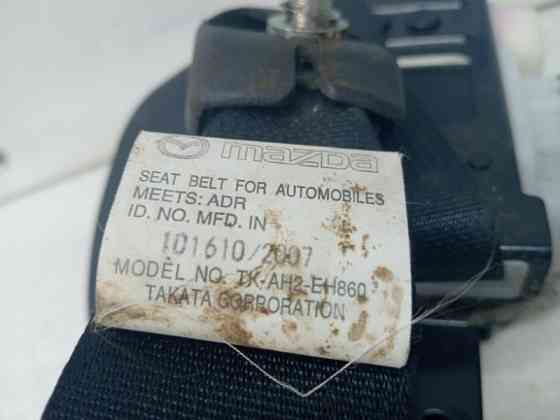 mazda
SEAT BELT FOR AUTOMOBILES
MEETS: ADR
ID. NO. MFD. IN
101610/2007
MODEL NO. TK-AH2-EH860
TAKATA CORPORATION